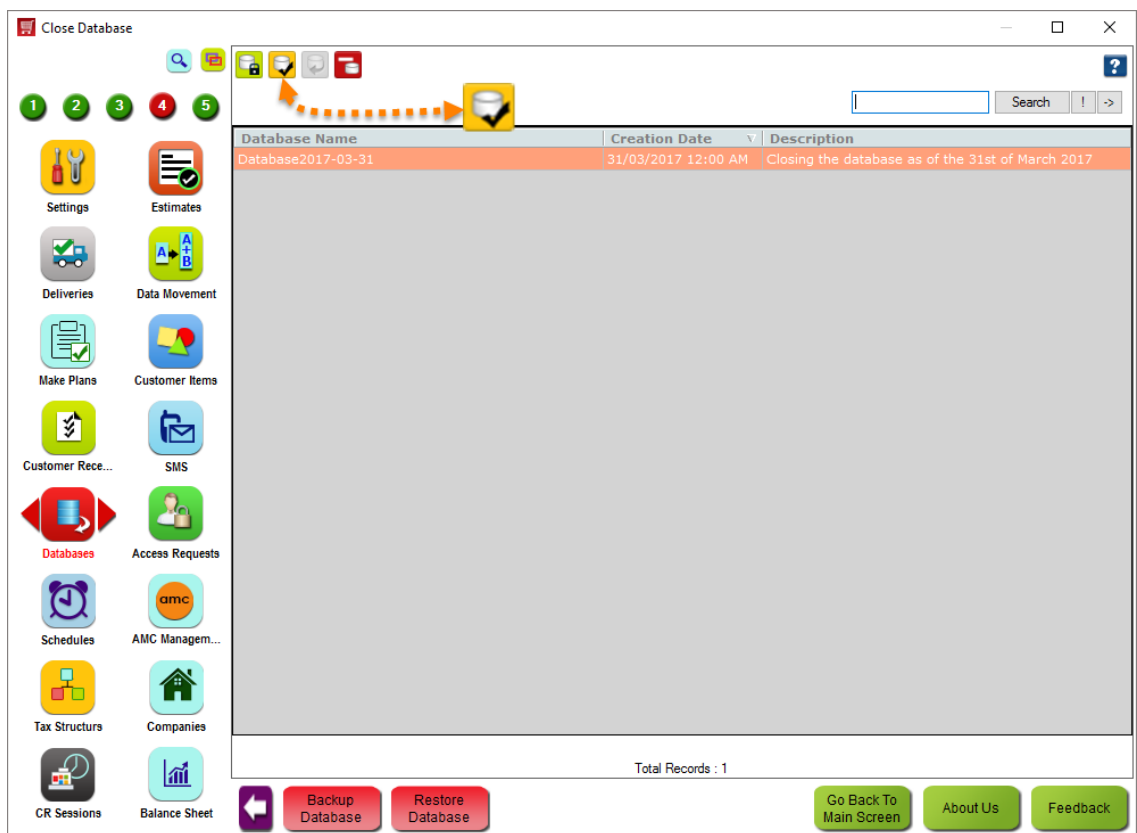 Close Database
?
1 2 3 4 5
Search ! ->
Database Name Creation Date Description
Database2017-03-31 31/03/2017 12:00 AM Closing the database as of the 31st of March 2017
Settings Estimates
A A+B
Deliveries Data Movement
Make Plans Customer Items
Customer Rece... SMS
Databases Access Requests
amc
Schedules AMC Managem...
Tax Structurs Companies
CR Sessions Balance Sheet
Total Records : 1
Backup
Database
Restore
Database
Go Back To
Main Screen
About Us
Feedback